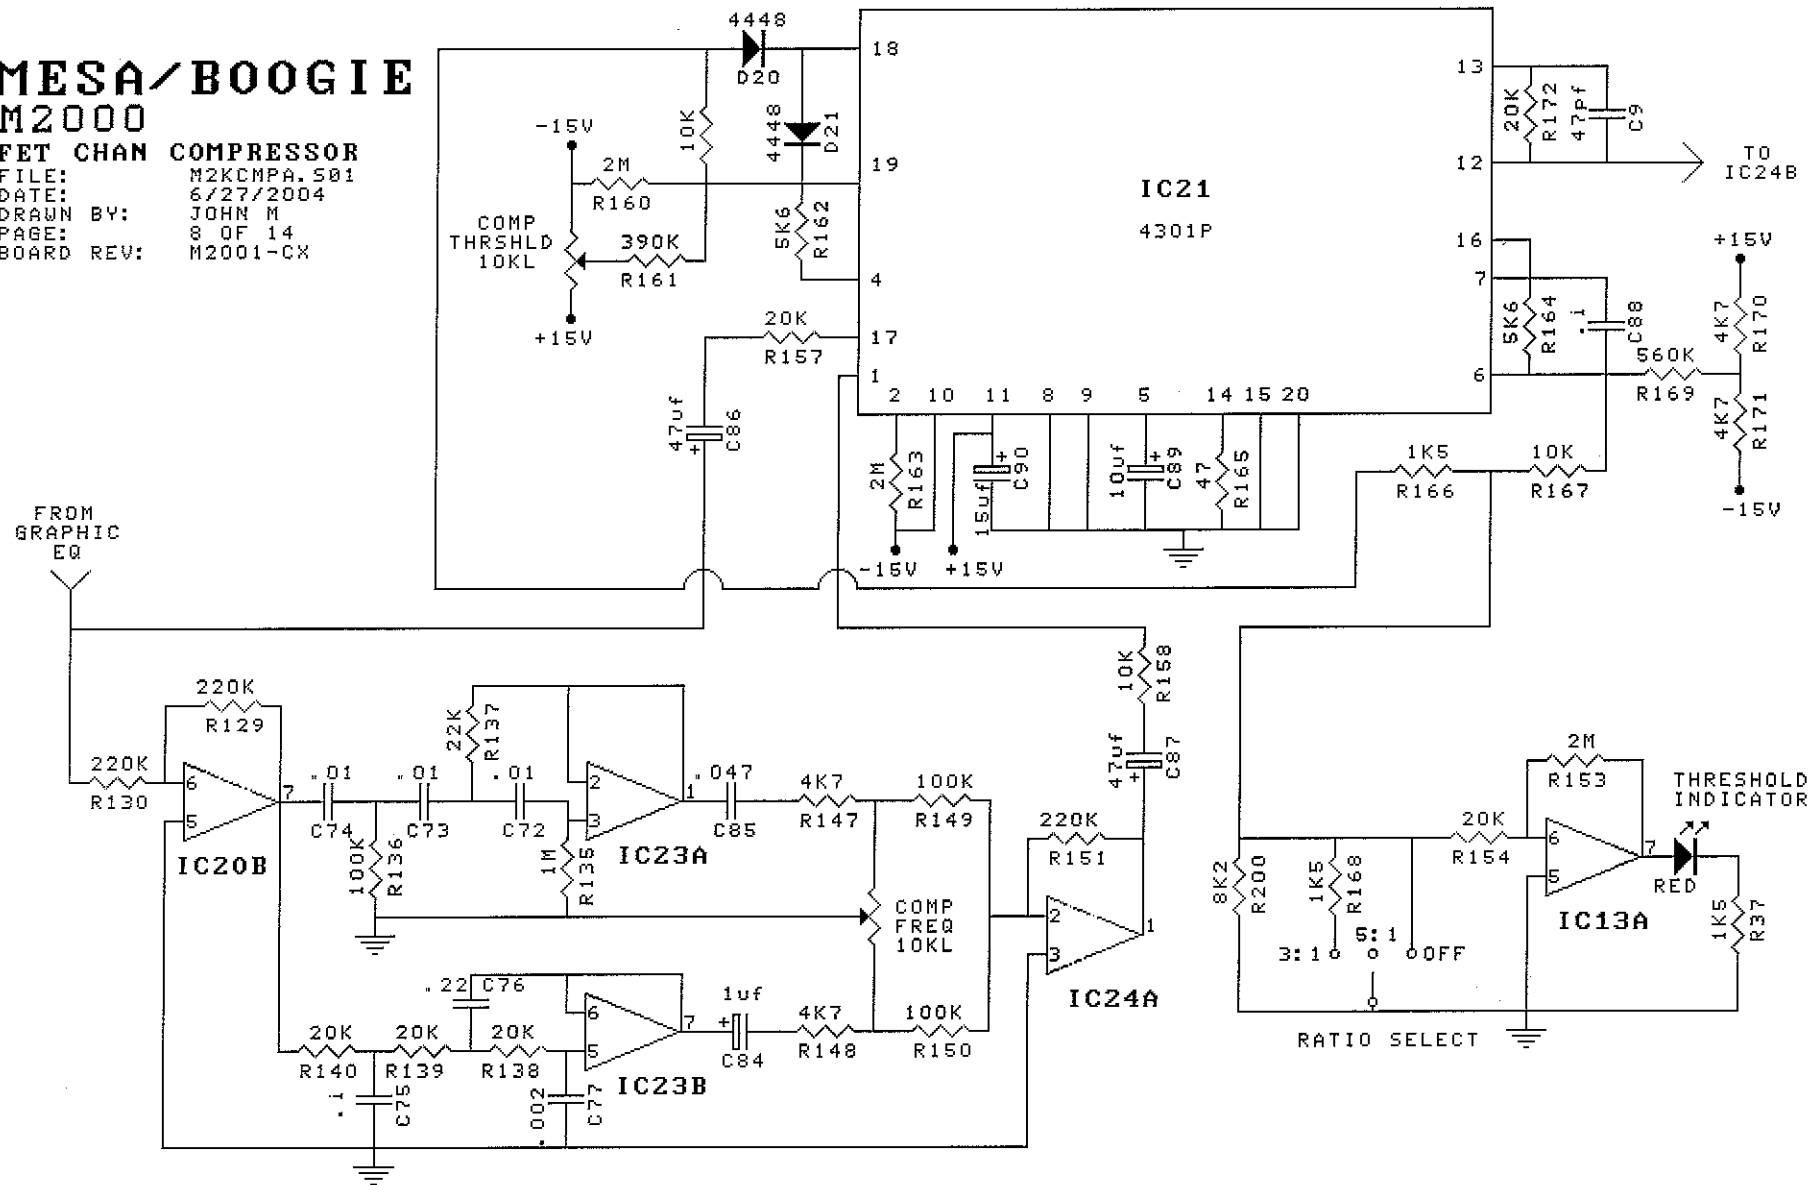 MESA/BOOGIE
M2000
FET CHAN COMPRESSOR
FILE: M2KCMPA.S01
DATE: 6/27/2004
DRAWN BY: JOHN M
PAGE: 8 OF 14
BOARD REV: M2001-CX
4448
D20
4448
D21
10K
-15V
2M
R160
COMP
THRSHLD
10KL
390K
R161
+15V
5K6
R162
20K
R157
47uf
+
C86
18
19
4
17
1
IC21
4301P
13
12
16
7
6
2
10
11
8
9
5
14
15
20
20K
R172
47pf
C9
TO
IC24B
5K6
R164
.1
C88
+15V
4K7
R170
560K
R169
4K7
R171
-15V
1K5
R166
10K
R167
2M
R163
-15V
+15V
15uf
+
C90
10uf
+
C89
47
R165
FROM
GRAPHIC
EQ
220K
R129
220K
R130
6
5
7
IC20B
.01
C74
100K
R136
.01
C73
22K
R137
.01
C72
1M
R135
2
3
1
IC23A
.047
C85
4K7
R147
100K
R149
COMP
FREQ
10KL
20K
R140
.1
C75
20K
R139
.22
C76
20K
R138
.002
C77
6
5
7
IC23B
1uf
+
C84
4K7
R148
100K
R150
220K
R151
2
3
1
IC24A
10K
R158
47uf
+
C87
8K2
R200
1K5
R168
3:1
5:1
OFF
RATIO SELECT
20K
R154
2M
R153
6
5
7
IC13A
THRESHOLD
INDICATOR
RED
1K5
R37